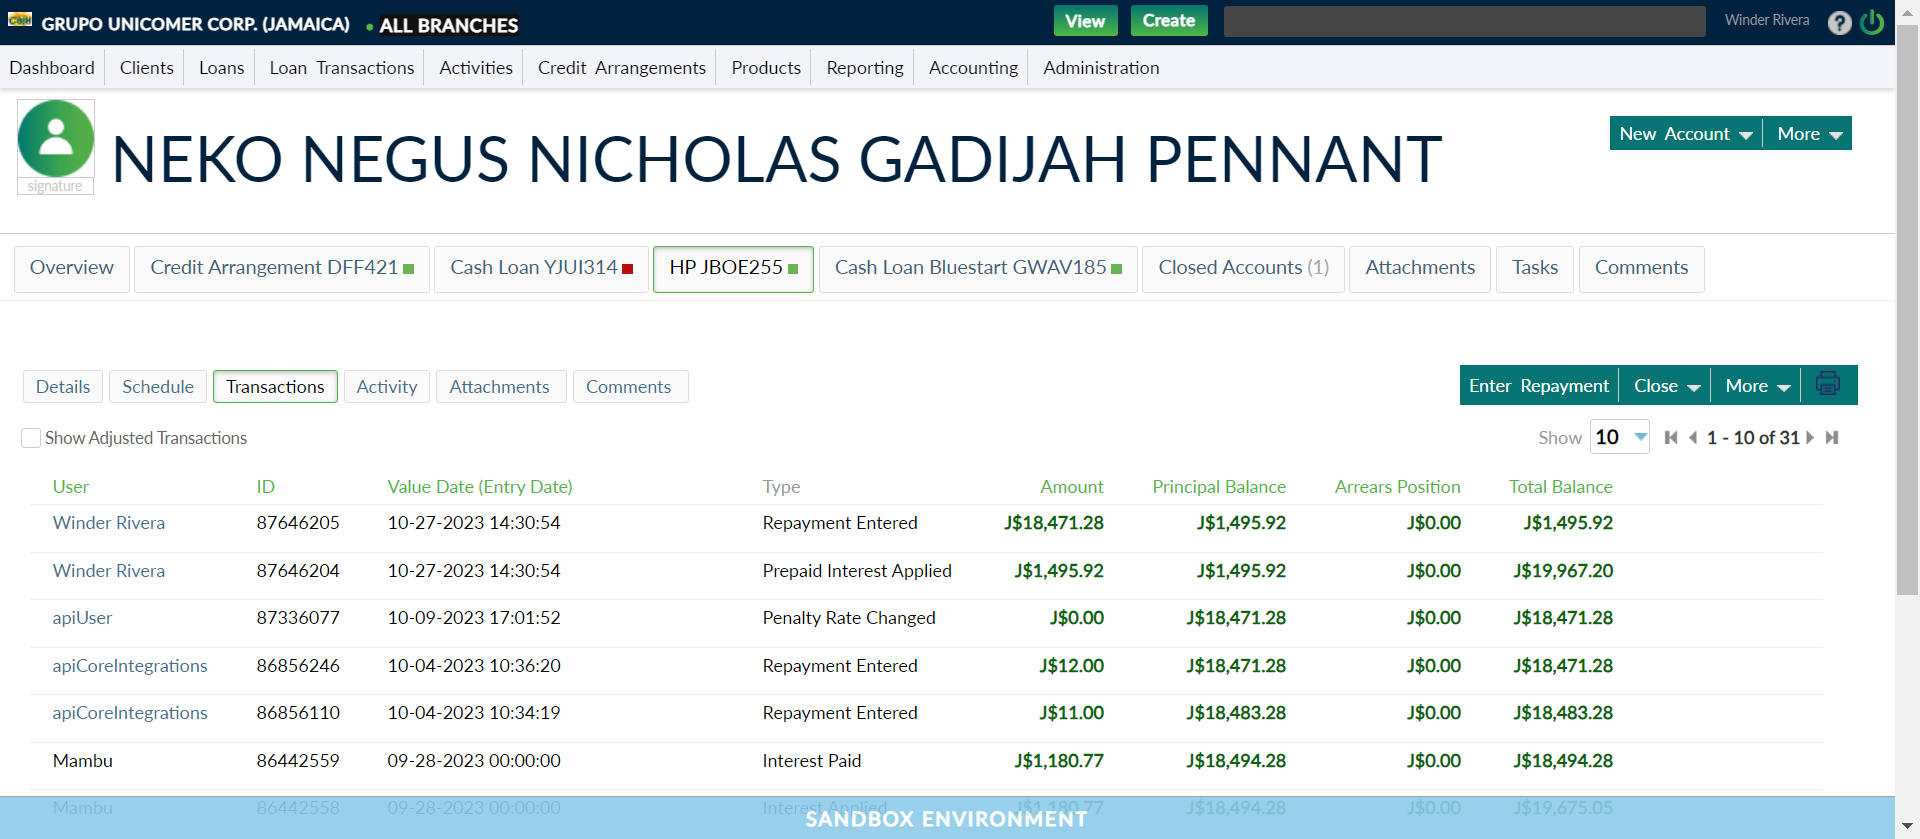 GRUPO UNICOMER CORP. (JAMAICA) • ALL BRANCHES View Create Winder Rivera ?
Dashboard Clients Loans Loan Transactions Activities Credit Arrangements Products Reporting Accounting Administration
signature
NEKO NEGUS NICHOLAS GADIJAH PENNANT
New Account More
Overview Credit Arrangement DFF421 Cash Loan YJUI314 HP JBOE255 Cash Loan Bluestart GWAV185 Closed Accounts (1) Attachments Tasks Comments
Details Schedule Transactions Activity Attachments Comments Enter Repayment Close More
Show Adjusted Transactions Show 10 1 - 10 of 31
User ID Value Date (Entry Date) Type Amount Principal Balance Arrears Position Total Balance
Winder Rivera 87646205 10-27-2023 14:30:54 Repayment Entered J$18,471.28 J$1,495.92 J$0.00 J$1,495.92
Winder Rivera 87646204 10-27-2023 14:30:54 Prepaid Interest Applied J$1,495.92 J$1,495.92 J$0.00 J$19,967.20
apiUser 87336077 10-09-2023 17:01:52 Penalty Rate Changed J$0.00 J$18,471.28 J$0.00 J$18,471.28
apiCoreIntegrations 86856246 10-04-2023 10:36:20 Repayment Entered J$12.00 J$18,471.28 J$0.00 J$18,471.28
apiCoreIntegrations 86856110 10-04-2023 10:34:19 Repayment Entered J$11.00 J$18,483.28 J$0.00 J$18,483.28
Mambu 86442559 09-28-2023 00:00:00 Interest Paid J$1,180.77 J$18,494.28 J$0.00 J$18,494.28
Mambu 86442558 09-28-2023 00:00:00 Interest Applied J$1,180.77 J$18,494.28 J$0.00 J$19,675.05
SANDBOX ENVIRONMENT